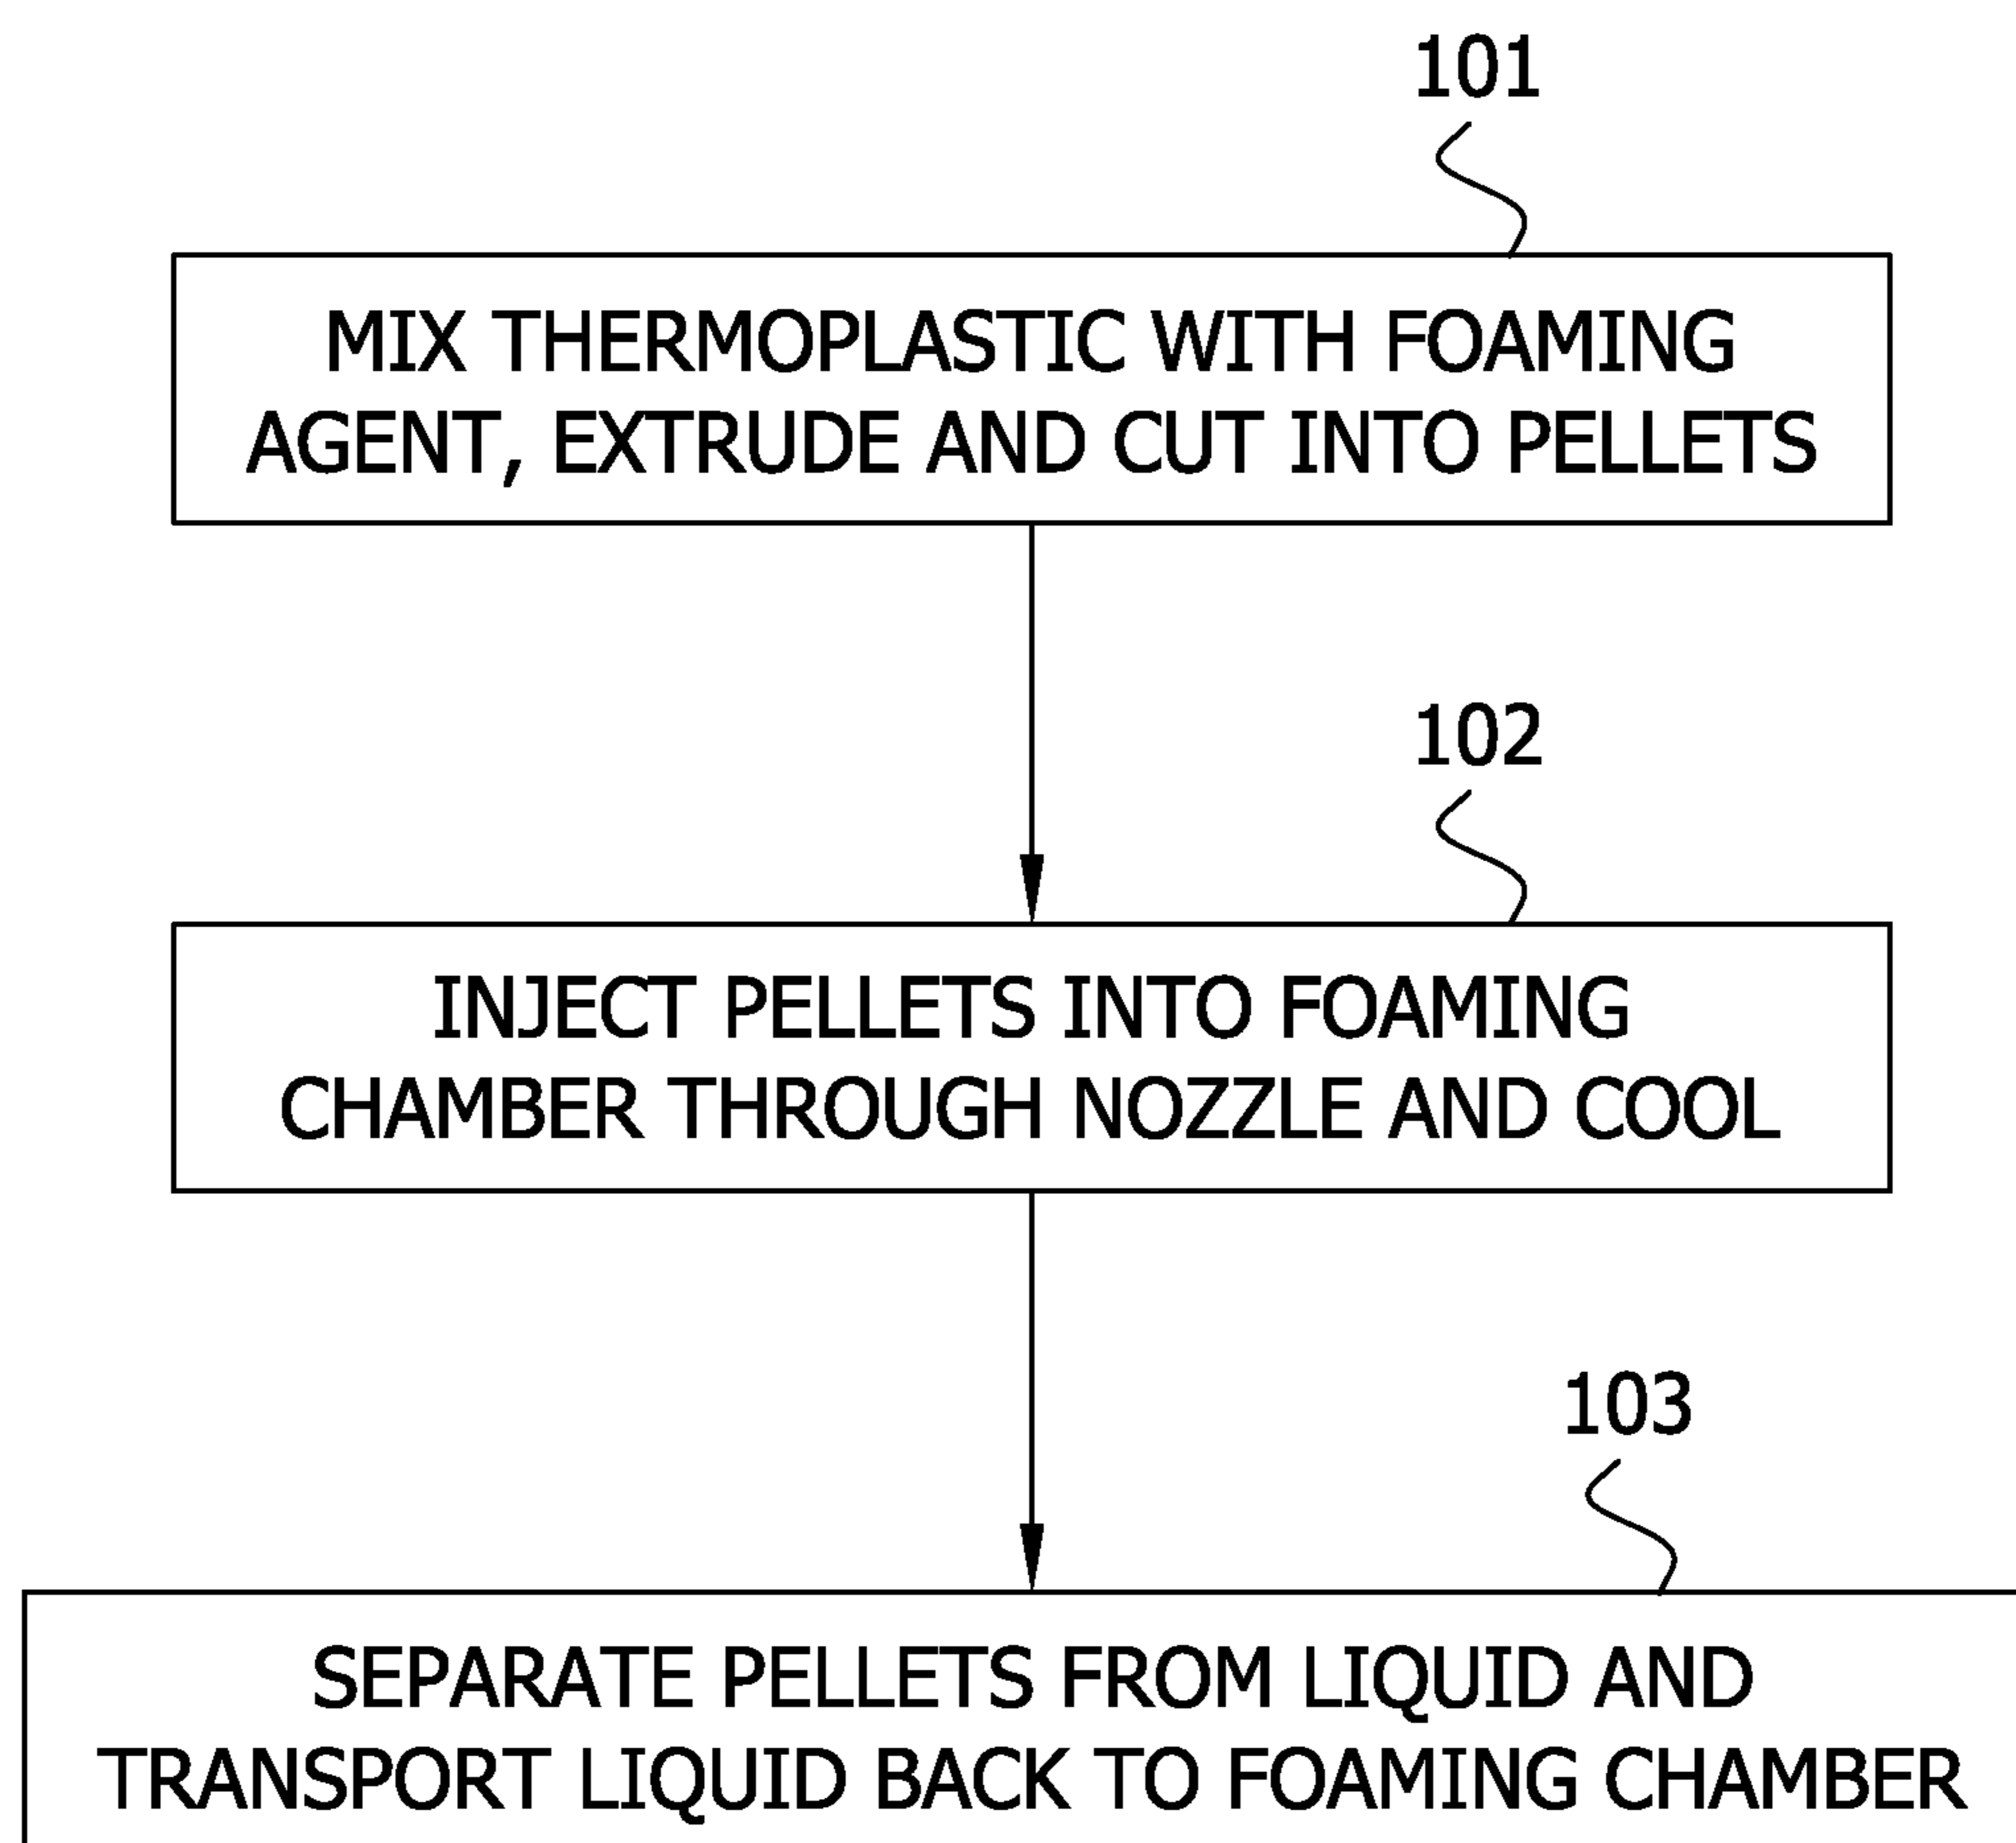 101
MIX THERMOPLASTIC WITH FOAMING
AGENT, EXTRUDE AND CUT INTO PELLETS
102
INJECT PELLETS INTO FOAMING
CHAMBER THROUGH NOZZLE AND COOL
103
SEPARATE PELLETS FROM LIQUID AND
TRANSPORT LIQUID BACK TO FOAMING CHAMBER